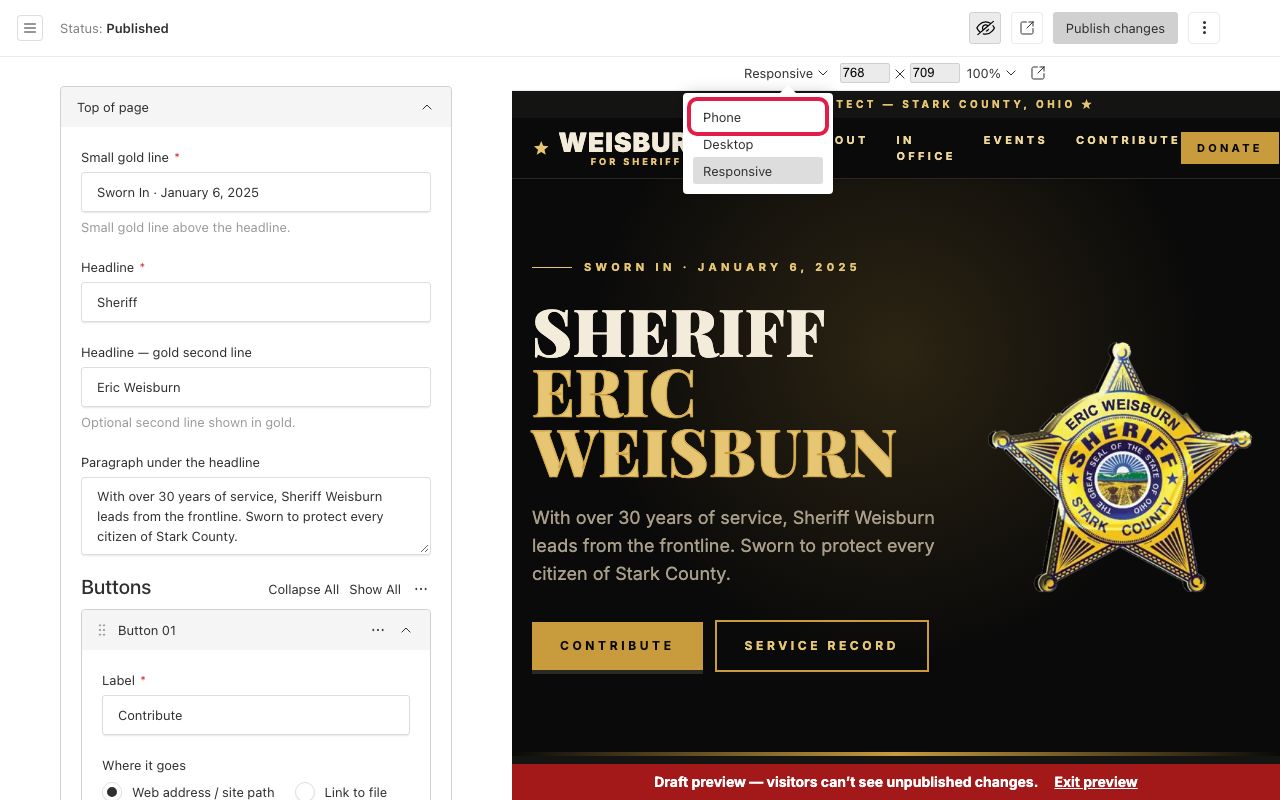 Status: Published
Publish changes
Responsive 768 × 709 100%
Phone
Desktop
Responsive
Top of page
Small gold line *
Sworn In · January 6, 2025
Small gold line above the headline.
Headline *
Sheriff
Headline — gold second line
Eric Weisburn
Optional second line shown in gold.
Paragraph under the headline
With over 30 years of service, Sheriff Weisburn
leads from the frontline. Sworn to protect every
citizen of Stark County.
Buttons Collapse All Show All
Button 01
Label *
Contribute
Where it goes
Web address / site path Link to file
— STARK COUNTY, OHIO ★
FOR SHERIFF
IN
OFFICE
EVENTS
CONTRIBUTE
DONATE
SWORN IN · JANUARY 6, 2025
SHERIFF
ERIC
WEISBURN
With over 30 years of service, Sheriff Weisburn
leads from the frontline. Sworn to protect every
citizen of Stark County.
CONTRIBUTE
SERVICE RECORD
ERIC WEISBURN
SHERIFF
THE GREAT SEAL OF THE STATE OF OHIO
STARK COUNTY
Draft preview — visitors can’t see unpublished changes. Exit preview